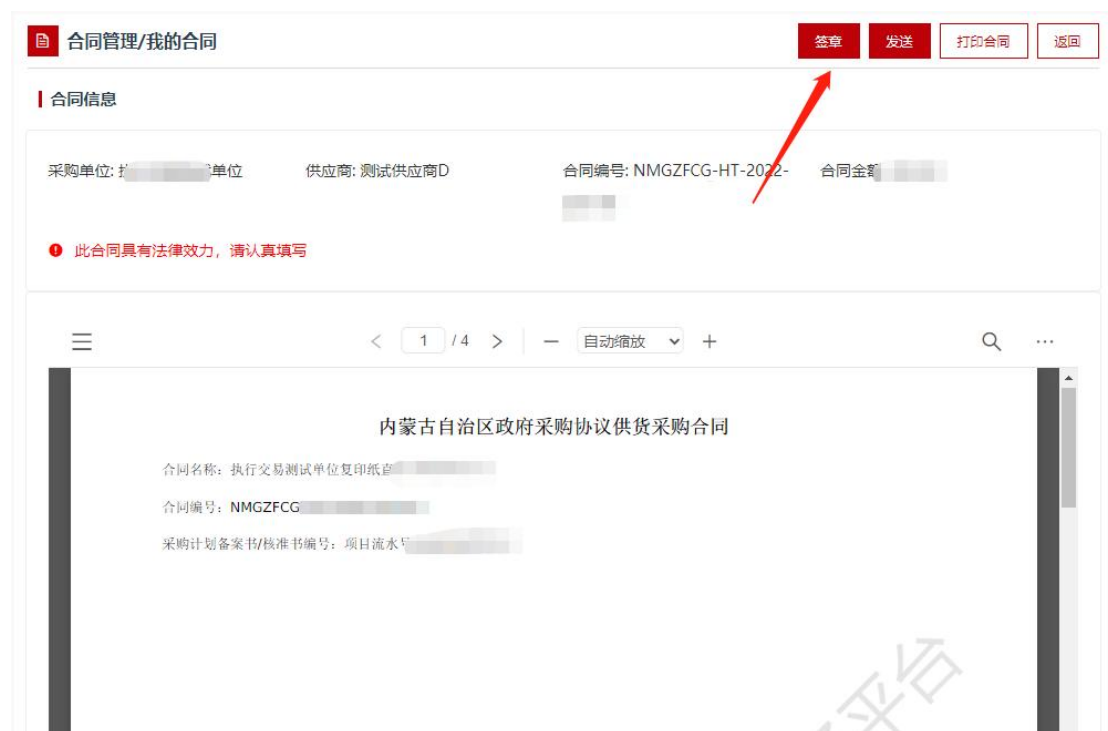 合同管理/我的合同
签章 发送 打印合同 返回
合同信息
采购单位: 单位 供应商: 测试供应商D 合同编号: NMGZFCG-HT-2022- 合同金额
此合同具有法律效力，请认真填写
1 / 4 自动缩放
内蒙古自治区政府采购协议供货采购合同
合同名称：执行交易测试单位复印纸直
合同编号：NMGZFCG
采购计划备案书/核准书编号：项目流水号
平台